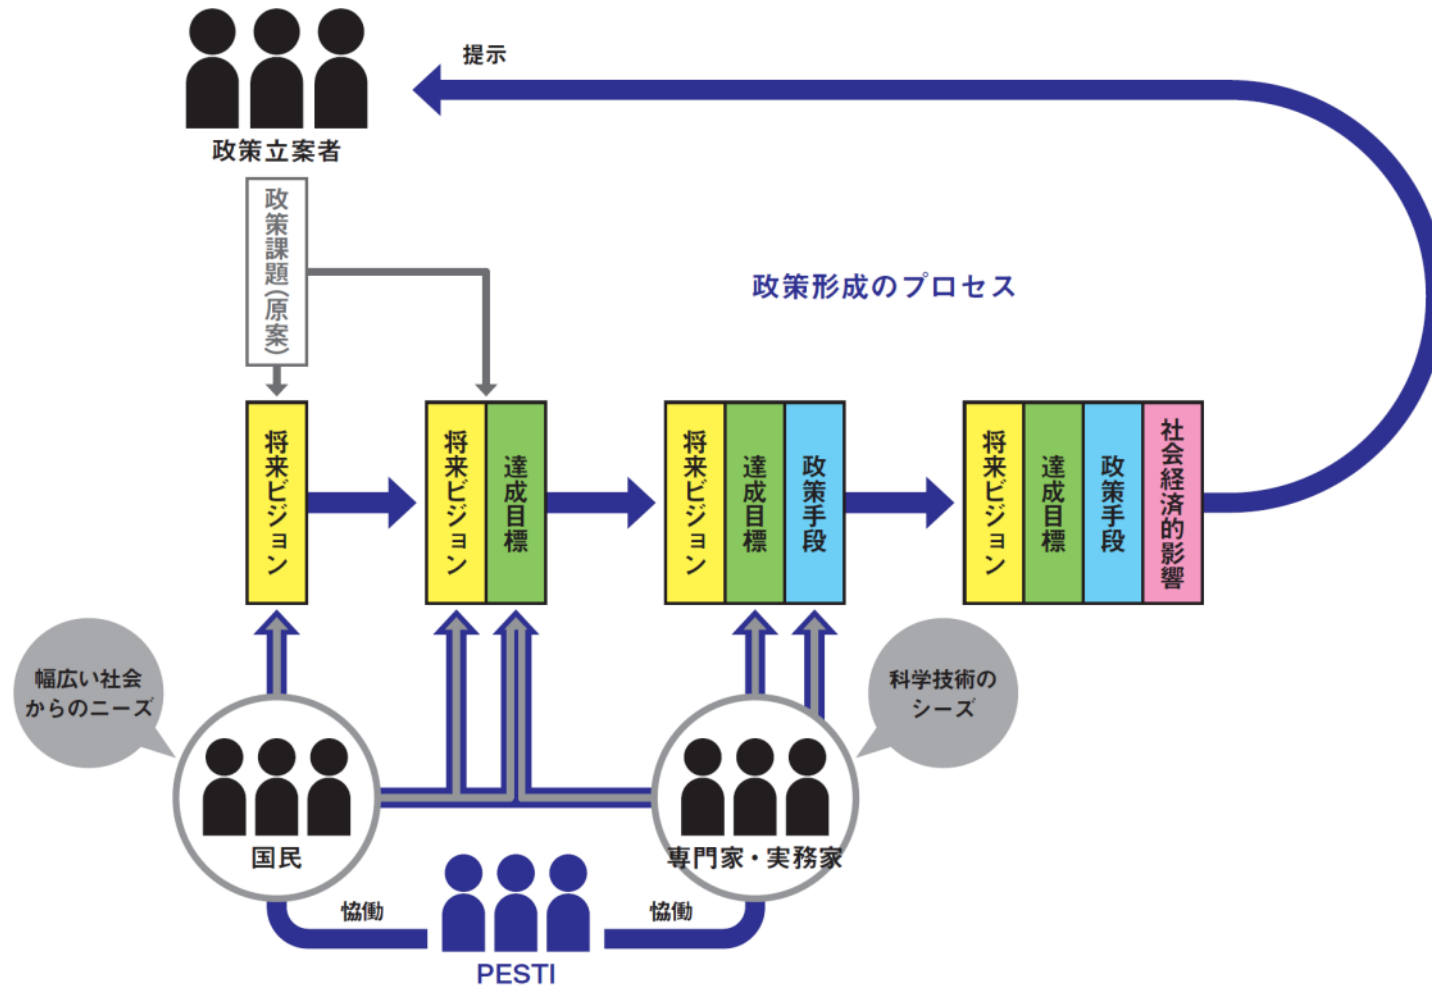 提示
政策立案者
政策課題(原案)
政策形成のプロセス
将来ビジョン
将来ビジョン
達成目標
将来ビジョン
達成目標
政策手段
将来ビジョン
達成目標
政策手段
社会経済的影響
幅広い社会
からのニーズ
科学技術の
シーズ
国民
専門家・実務家
協働
協働
PESTI